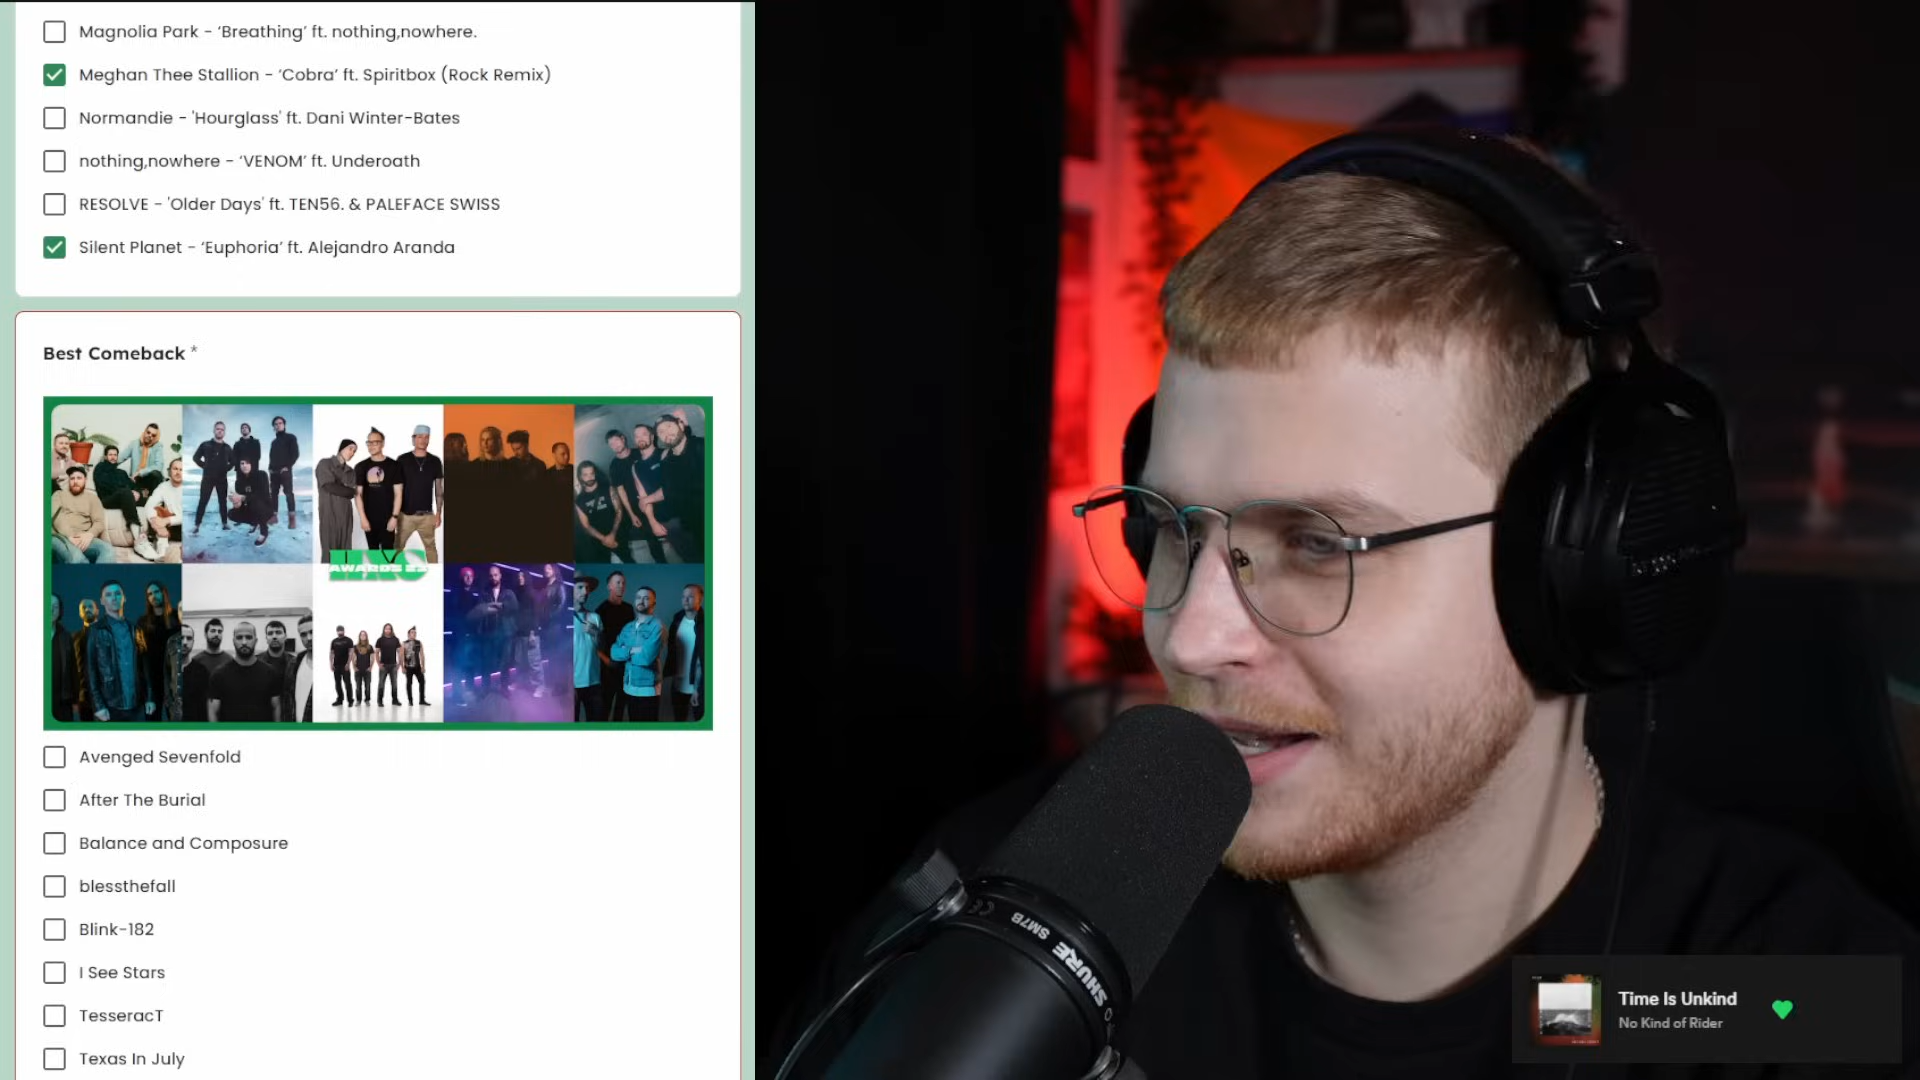 Magnolia Park - ‘Breathing’ ft. nothing,nowhere.
Meghan Thee Stallion - ‘Cobra’ ft. Spiritbox (Rock Remix)
Normandie - 'Hourglass' ft. Dani Winter-Bates
nothing,nowhere - ‘VENOM’ ft. Underoath
RESOLVE - 'Older Days' ft. TEN56. & PALEFACE SWISS
Silent Planet - ‘Euphoria’ ft. Alejandro Aranda
Best Comeback *
AWARDS
Avenged Sevenfold
After The Burial
Balance and Composure
blessthefall
Blink-182
I See Stars
TesseracT
Texas In July
SHURE SM7B
Time Is Unkind
No Kind of Rider